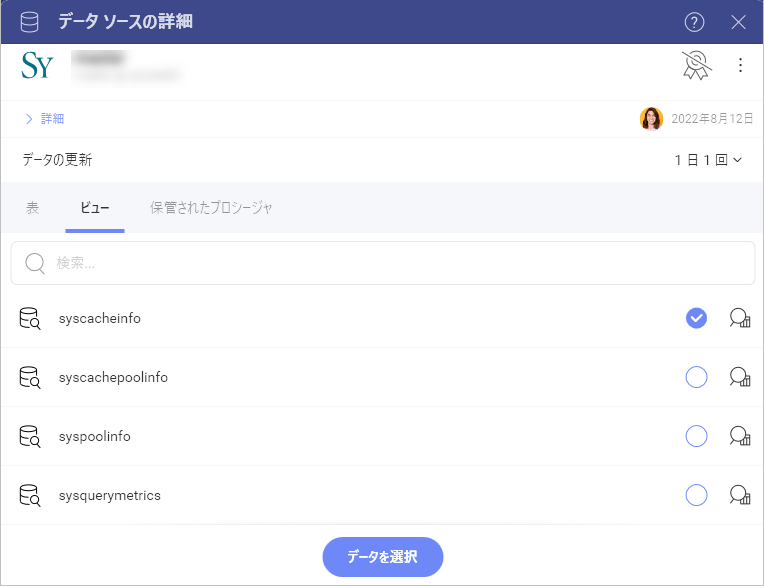 データ ソースの詳細
?
SY
詳細
2022年8月12日
データの更新
1 日 1 回
表 ビュー 保管されたプロシージャ
検索...
syscacheinfo
syscachepoolinfo
syspoolinfo
sysquerymetrics
データを選択